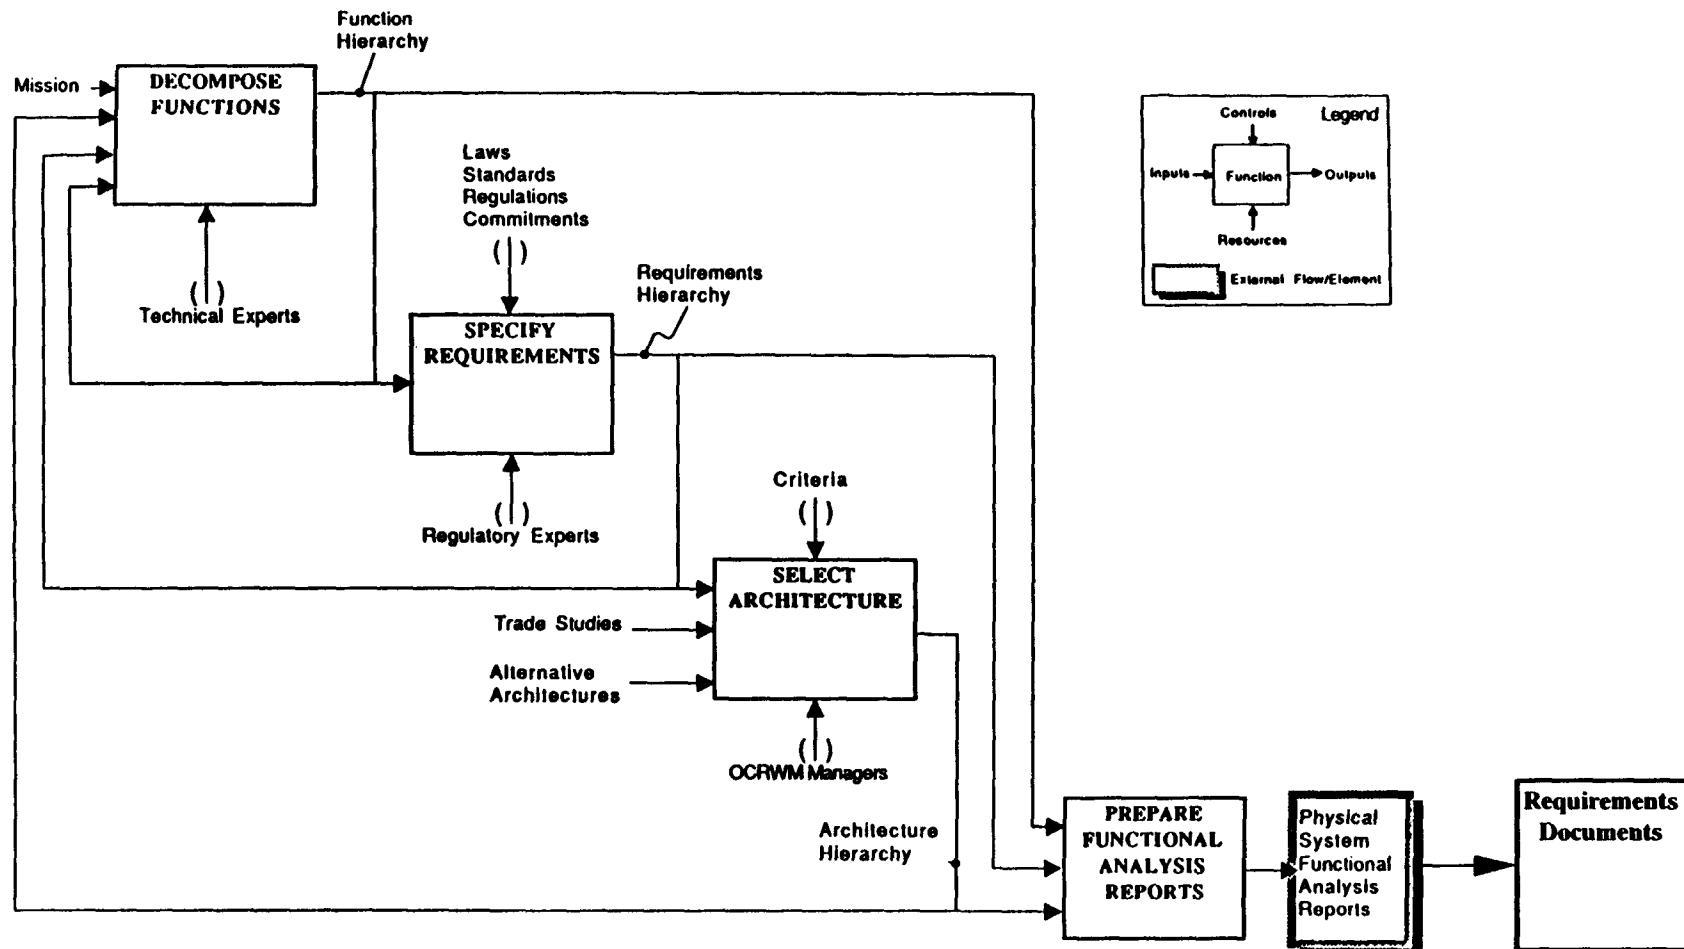 Function
Hierarchy
Mission
DECOMPOSE
FUNCTIONS
Technical Experts
Laws
Standards
Regulations
Commitments
SPECIFY
REQUIREMENTS
Regulatory Experts
Requirements
Hierarchy
Criteria
SELECT
ARCHITECTURE
Trade Studies
Alternative
Architectures
OCRWM Managers
Architecture
Hierarchy
PREPARE
FUNCTIONAL
ANALYSIS
REPORTS
Physical
System
Functional
Analysis
Reports
Requirements
Documents
Legend
Controls
Inputs
Function
Outputs
Resources
External Flow/Element